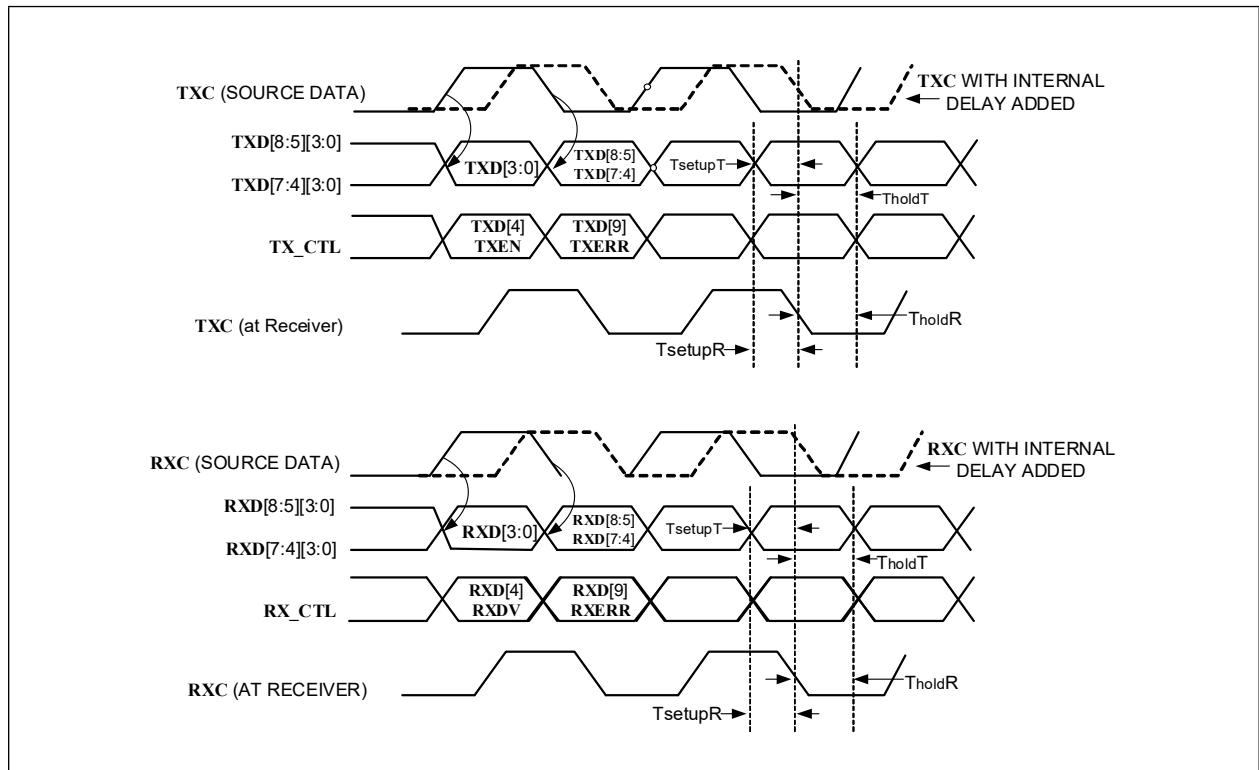 TXC (SOURCE DATA)
TXC WITH INTERNAL
DELAY ADDED
TXD[8:5][3:0]
TXD[7:4][3:0]
TXD[3:0]
TXD[8:5]
TXD[7:4]
TsetupT
TholdT
TX_CTL
TXD[4]
TXEN
TXD[9]
TXERR
TXC (at Receiver)
TholdR
TsetupR
RXC (SOURCE DATA)
RXC WITH INTERNAL
DELAY ADDED
RXD[8:5][3:0]
RXD[7:4][3:0]
RXD[3:0]
RXD[8:5]
RXD[7:4]
TsetupT
TholdT
RX_CTL
RXD[4]
RXDV
RXD[9]
RXERR
RXC (AT RECEIVER)
TholdR
TsetupR